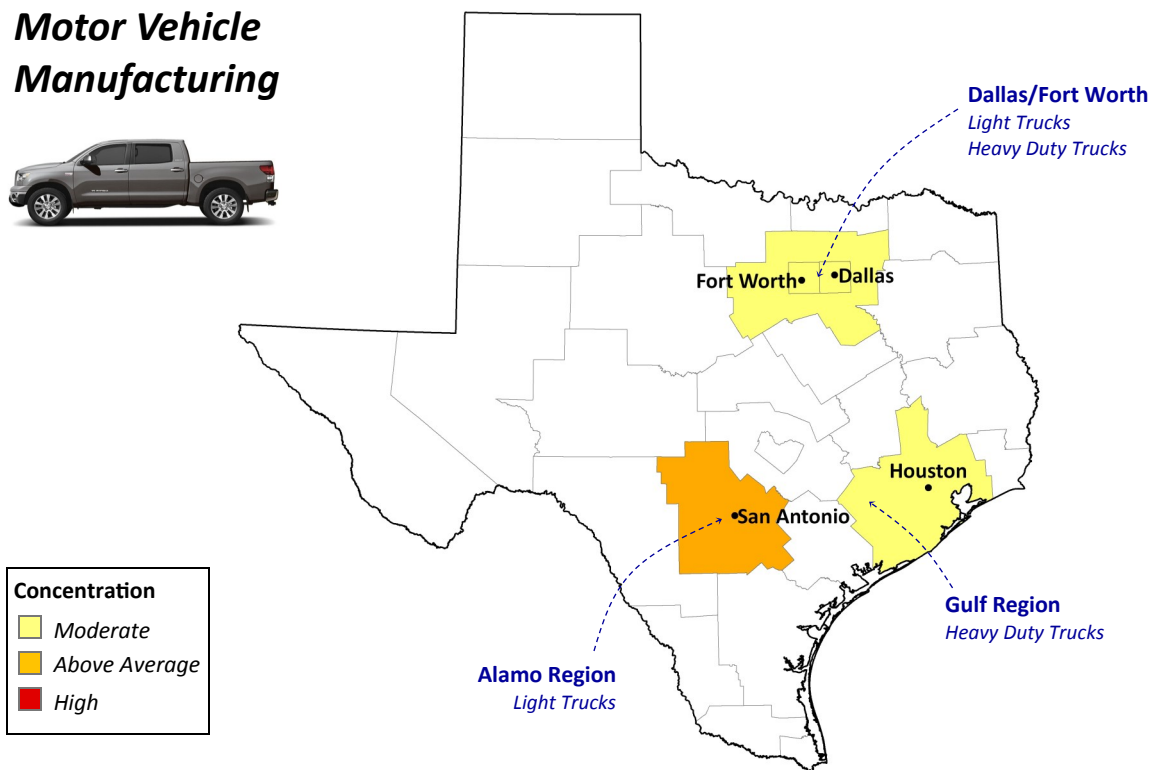 Motor Vehicle
Manufacturing
Dallas/Fort Worth
Light Trucks
Heavy Duty Trucks
Fort Worth
Dallas
Houston
San Antonio
Gulf Region
Heavy Duty Trucks
Alamo Region
Light Trucks
Concentration
Moderate
Above Average
High